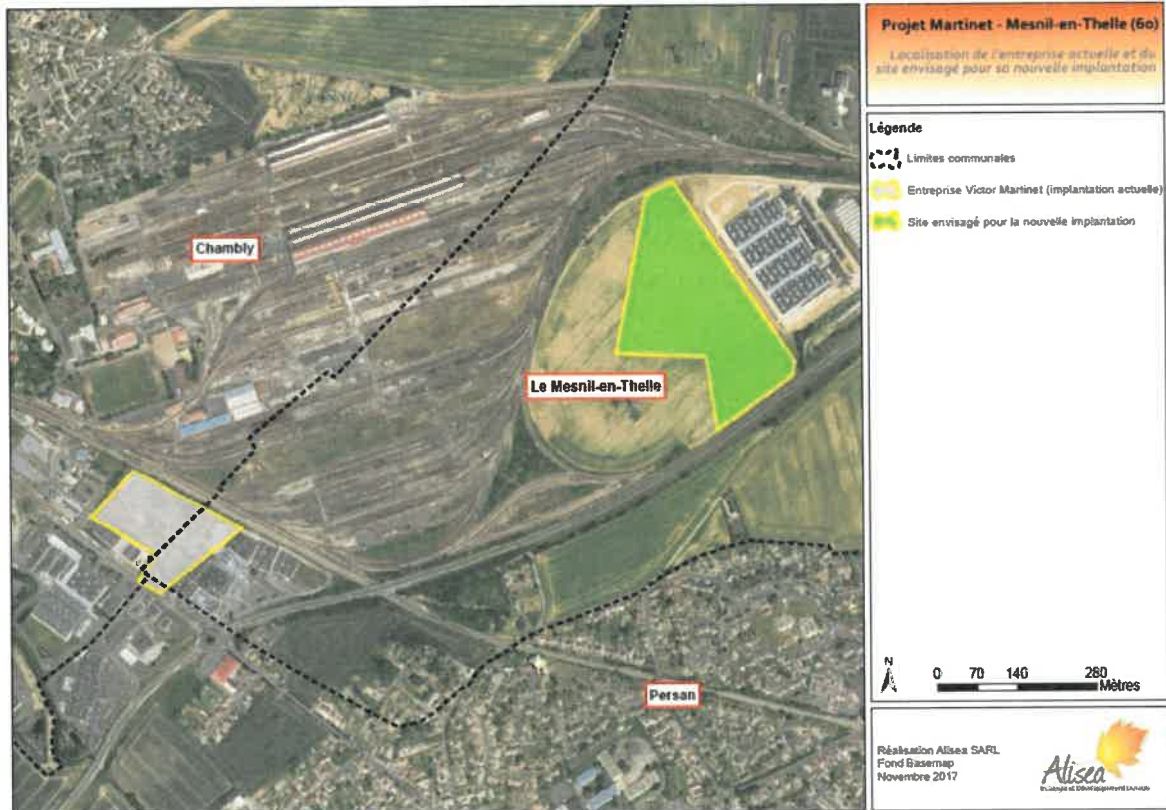 Projet Martinet - Mesnil-en-Thelle (60)
Localisation de l'entreprise actuelle et du
site envisagé pour sa nouvelle implantation
Légende
Limites communales
Entreprise Victor Martinet (implantation actuelle)
Site envisagé pour la nouvelle implantation
Chambly
Le Mesnil-en-Thelle
Persan
N
0 70 140 280
Mètres
Réalisation Alisea SARL
Fond Basemap
Novembre 2017
Alisea